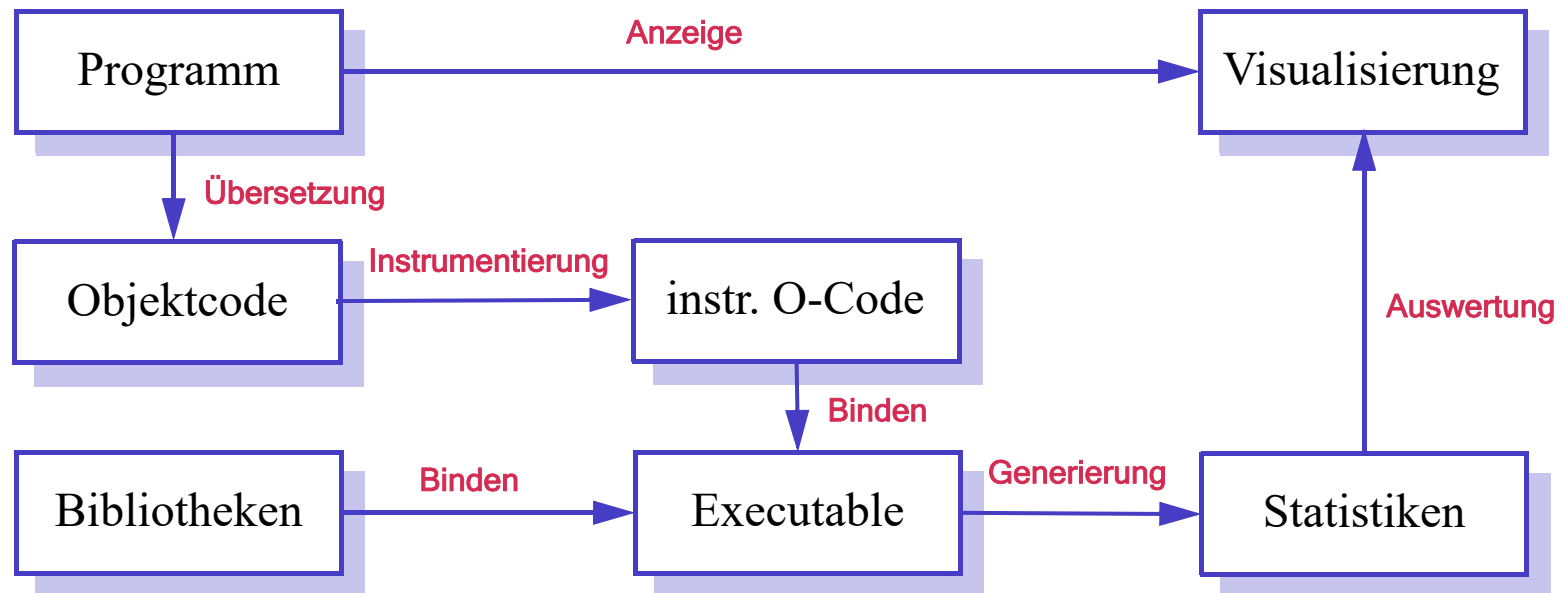 Anzeige
Programm
Visualisierung
Übersetzung
Instrumentierung
Objektcode
instr. O-Code
Auswertung
Binden
Binden
Generierung
Bibliotheken
Executable
Statistiken